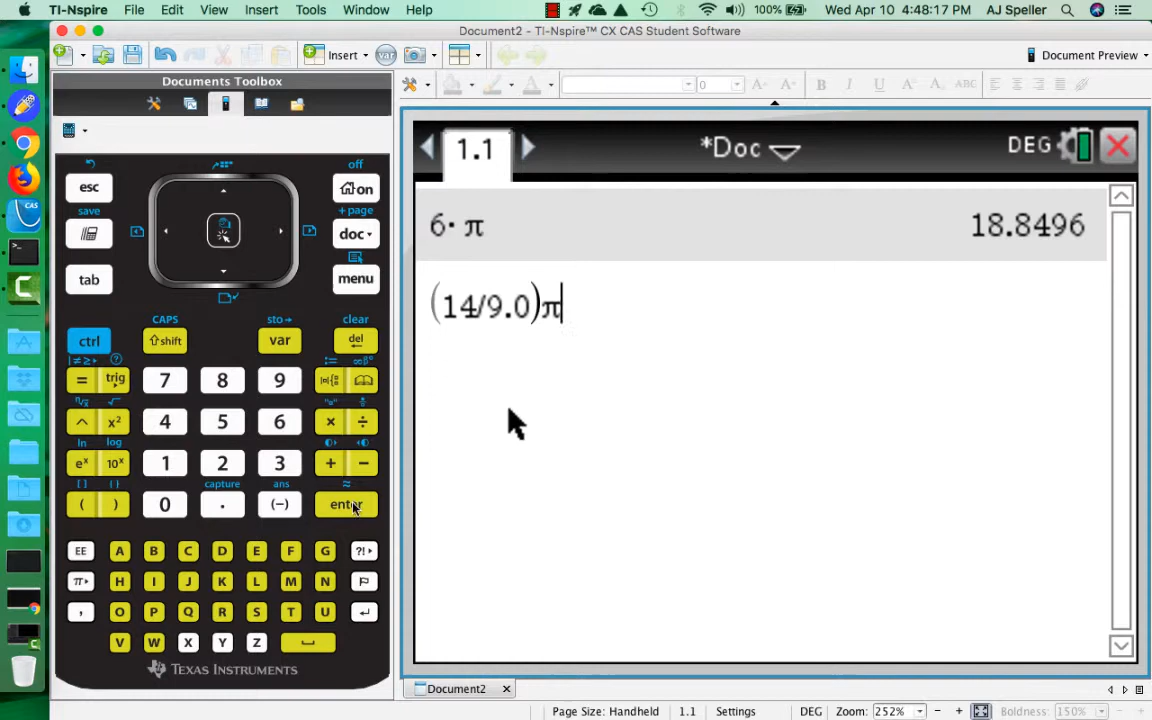 TI-Nspire File Edit View Insert Tools Window Help 100% Wed Apr 10 4:48:17 PM AJ Speller
Document2 - TI-Nspire™ CX CAS Student Software
Insert var Document Preview
Documents Toolbox
0 B I A A ABC
1.1 *Doc DEG
6·π 18.8496
(14/9.0)π
off
esc on
save +page
doc
tab menu
CAPS sto→ clear
ctrl shift var del
= trig 7 8 9
^ x² 4 5 6 × ÷
ln log
eˣ 10ˣ 1 2 3 + −
[ ] { } capture ans ≈
( ) 0 . (−) enter
EE A B C D E F G ?!
π H I J K L M N
, O P Q R S T U
V W X Y Z
TEXAS INSTRUMENTS
Document2
Page Size: Handheld 1.1 Settings DEG Zoom: 252% − + Boldness: 150% − +